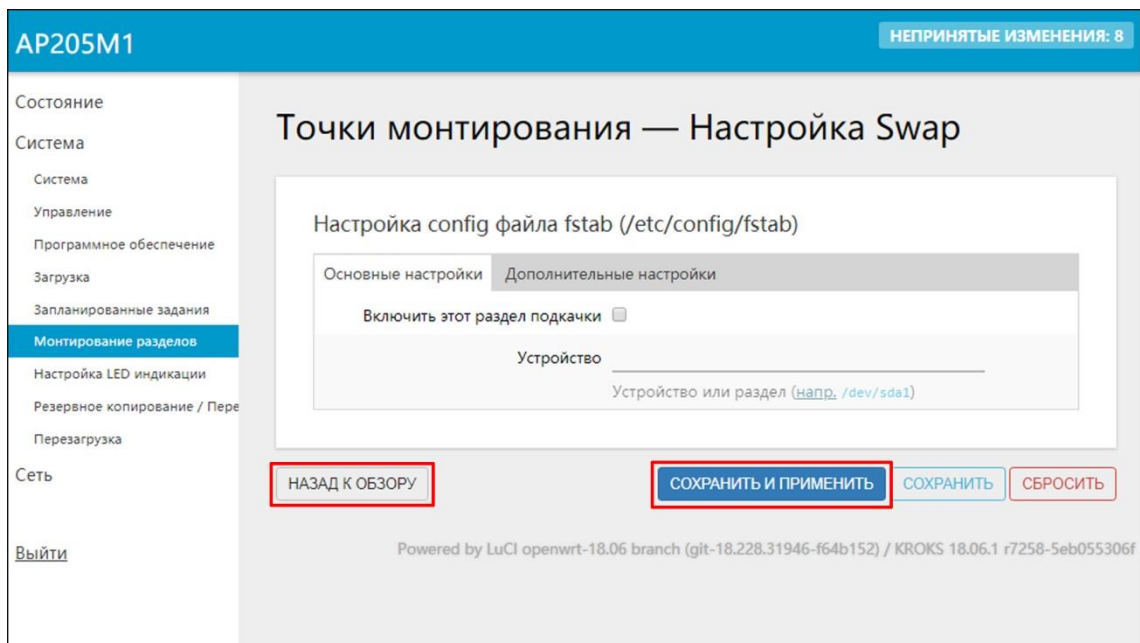 AP205M1
НЕПРИНЯТЫЕ ИЗМЕНЕНИЯ: 8
Состояние
Система
Система
Управление
Программное обеспечение
Загрузка
Запланированные задания
Монтирование разделов
Настройка LED индикации
Резервное копирование / Пере
Перезагрузка
Сеть
Выйти
Точки монтирования — Настройка Swap
Настройка config файла fstab (/etc/config/fstab)
Основные настройки Дополнительные настройки
Включить этот раздел подкачки
Устройство
Устройство или раздел (напр. /dev/sda1)
НАЗАД К ОБЗОРУ СОХРАНИТЬ И ПРИМЕНИТЬ СОХРАНИТЬ СБРОСИТЬ
Powered by LuCI openwrt-18.06 branch (git-18.228.31946-f64b152) / KROKS 18.06.1 r7258-5eb055306f